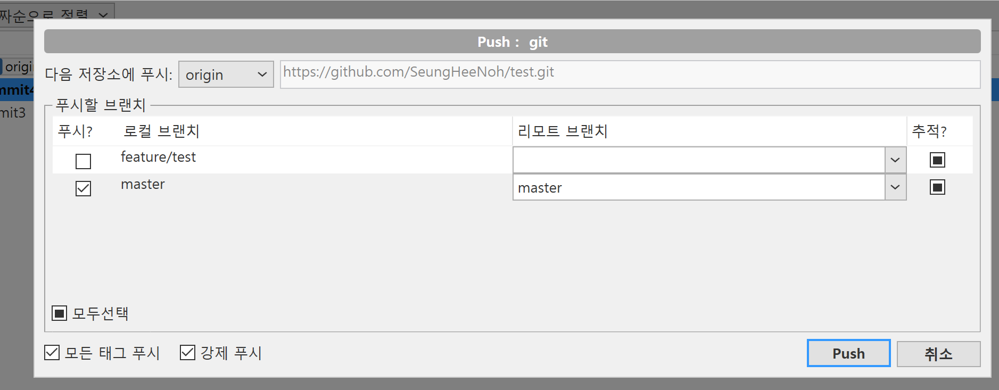 짜순으로 정렬
Push : git
origi
다음 저장소에 푸시: origin https://github.com/SeungHeeNoh/test.git
mmit4
mit3
푸시할 브랜치
푸시? 로컬 브랜치 리모트 브랜치 추적?
feature/test
master master
모두선택
모든 태그 푸시 강제 푸시 Push 취소